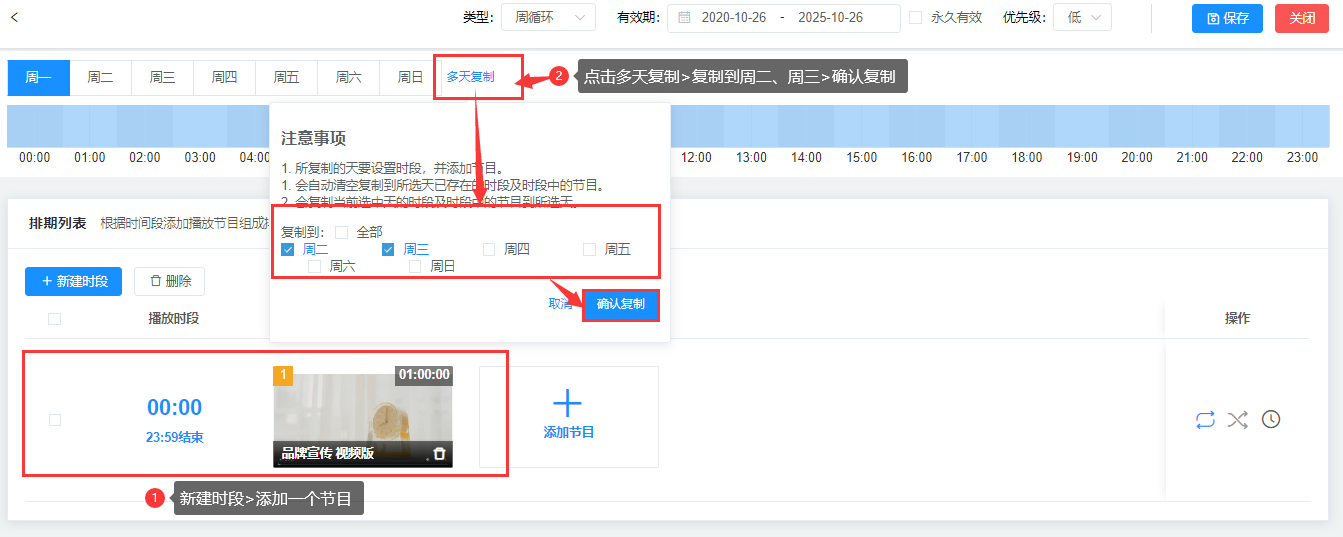 类型: 周循环 有效期: 2020-10-26 - 2025-10-26 永久有效 优先级: 低 保存 关闭
周一 周二 周三 周四 周五 周六 周日 多天复制 2 点击多天复制>复制到周二、周三>确认复制
00:00 01:00 02:00 03:00 04:0 12:00 13:00 14:00 15:00 16:00 17:00 18:00 19:00 20:00 21:00 22:00 23:00
注意事项
1. 所复制的天要设置时段，并添加节目。
1. 会自动清空复制到所选天已存在的时段及时段中的节目。
2. 会复制当前选中天的时段及时段中的节目到所选天。
复制到: 全部
周二 周三 周四 周五
周六 周日
取消 确认复制
排期列表 根据时间段添加播放节目组成
新建时段 删除
播放时段 操作
00:00
23:59结束
1 01:00:00
品牌宣传 视频版
添加节目
1 新建时段>添加一个节目